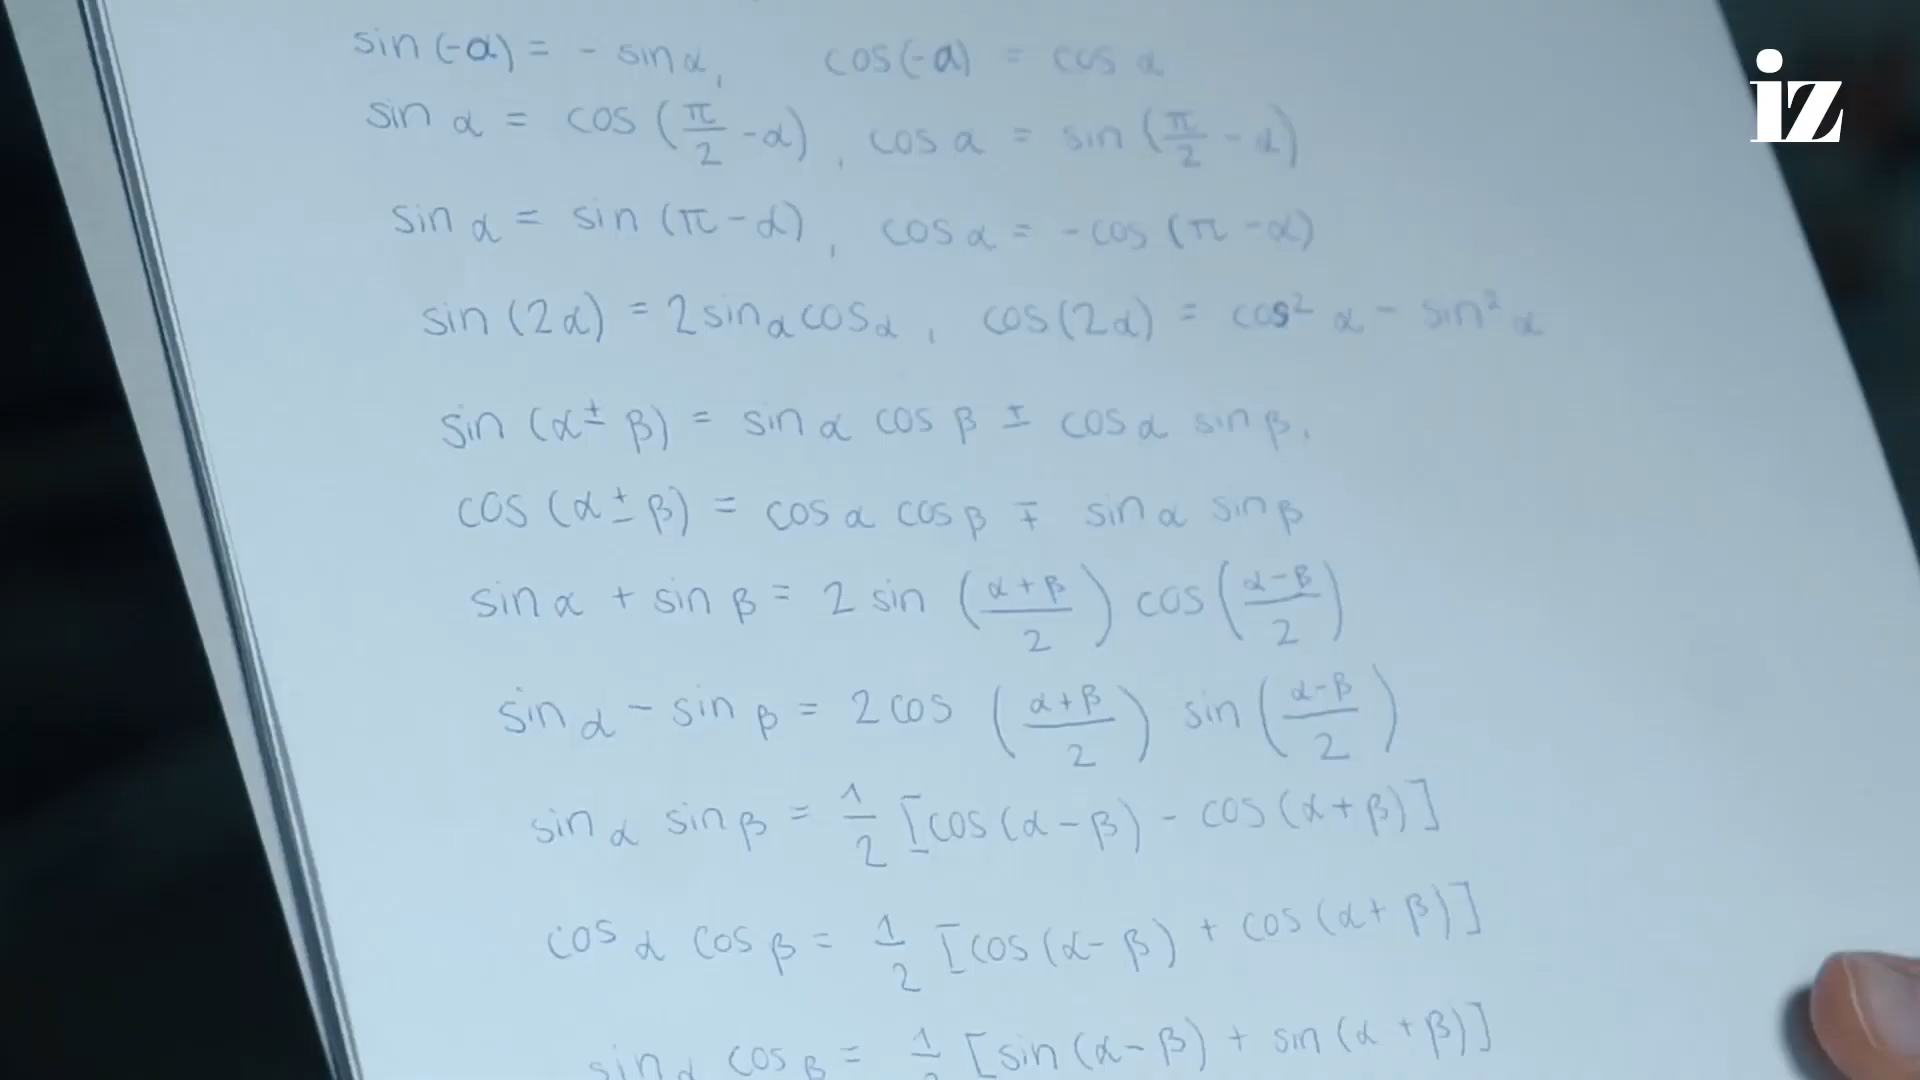 sin (-α) = - sin α, cos (-α) = cos α
iz
sin α = cos (π/2 - α), cos α = sin (π/2 - α)
sin α = sin (π - α), cos α = - cos (π - α)
sin (2α) = 2 sin α cos α, cos (2α) = cos² α - sin² α
sin (α ± β) = sin α cos β ± cos α sin β.
cos (α ± β) = cos α cos β ∓ sin α sin β
sin α + sin β = 2 sin ((α + β)/2) cos ((α - β)/2)
sin α - sin β = 2 cos ((α + β)/2) sin ((α - β)/2)
sin α sin β = 1/2 [cos (α - β) - cos (α + β)]
cos α cos β = 1/2 [cos (α - β) + cos (α + β)]
sin α cos β = 1/2 [sin (α - β) + sin (α + β)]